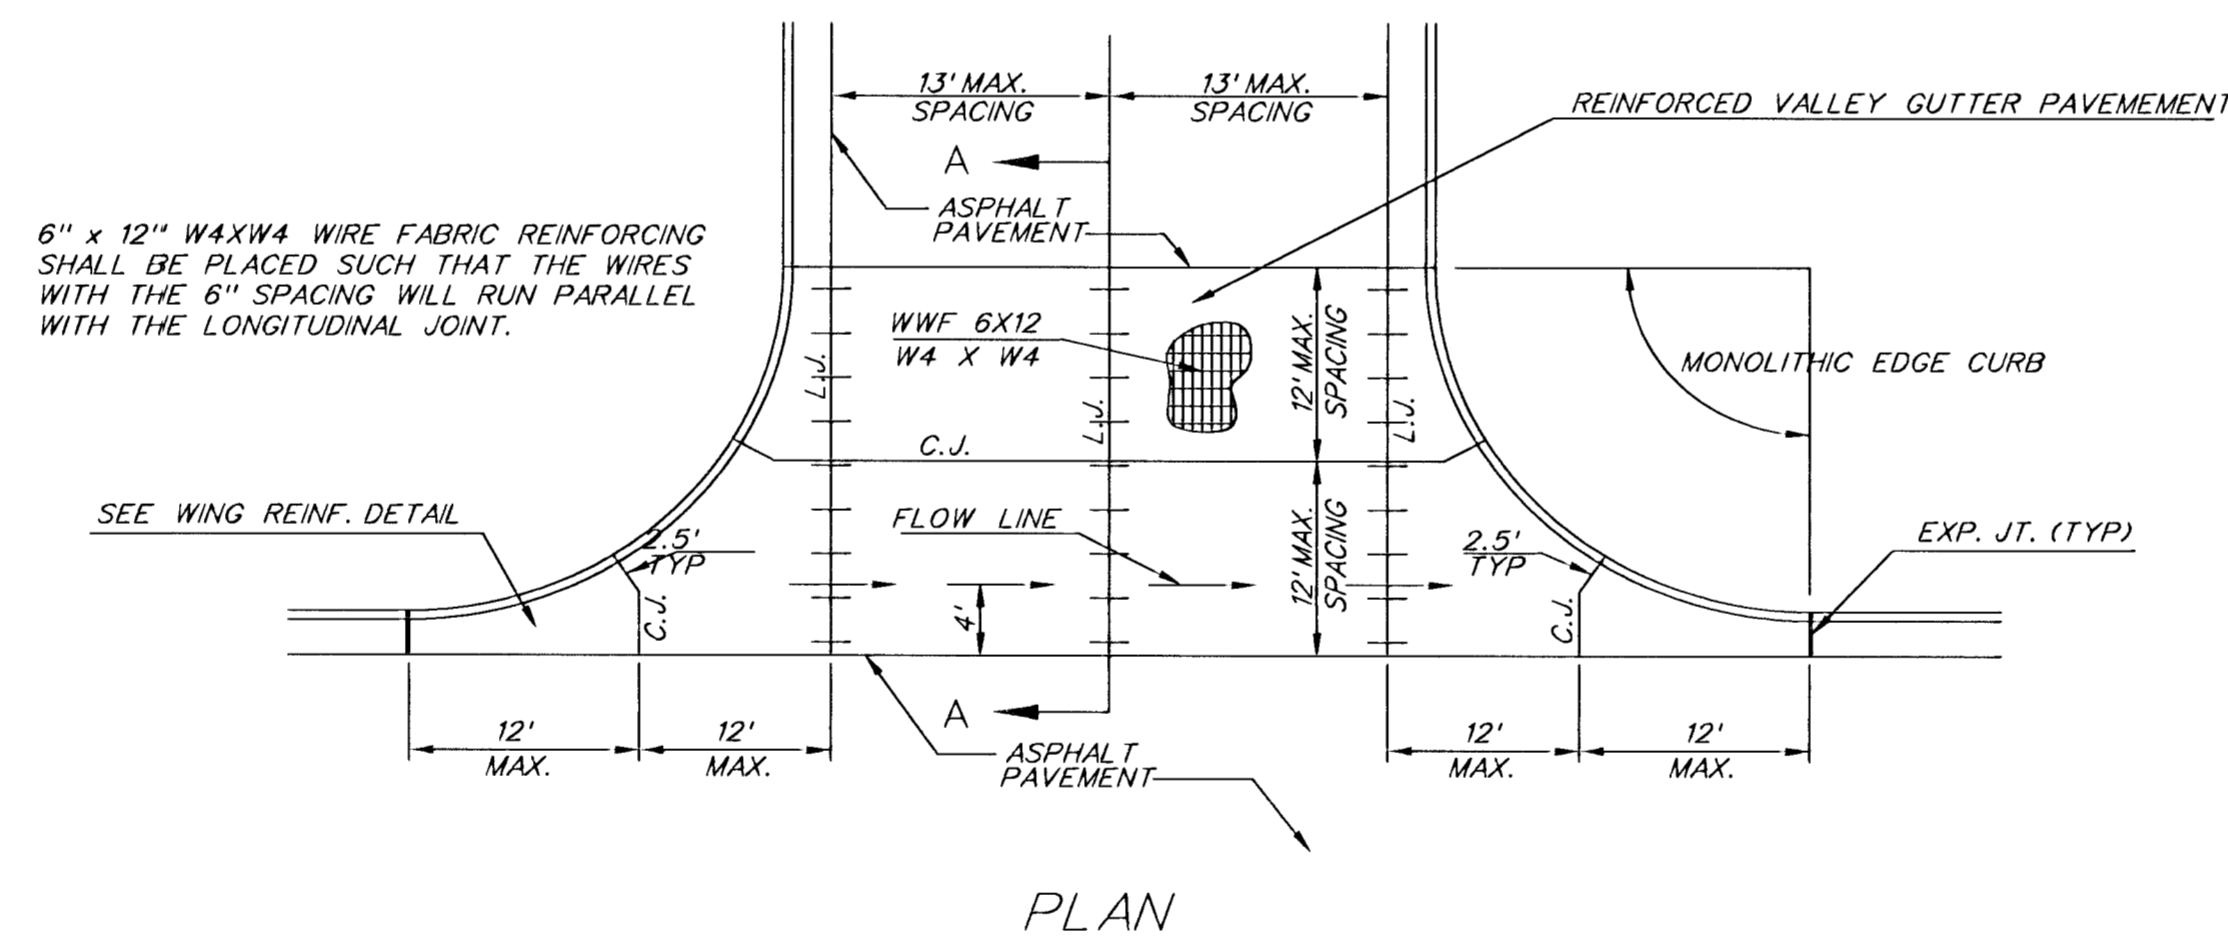 13' MAX.
SPACING
13' MAX.
SPACING
REINFORCED VALLEY GUTTER PAVEMEMENT
A
ASPHALT
PAVEMENT
6" x 12" W4XW4 WIRE FABRIC REINFORCING
SHALL BE PLACED SUCH THAT THE WIRES
WITH THE 6" SPACING WILL RUN PARALLEL
WITH THE LONGITUDINAL JOINT.
WWF 6X12
W4 X W4
12' MAX.
SPACING
MONOLITHIC EDGE CURB
L.J.
L.J.
L.J.
C.J.
SEE WING REINF. DETAIL
2.5'
TYP
FLOW LINE
12' MAX.
SPACING
2.5'
TYP
EXP. JT. (TYP)
C.J.
4'
C.J.
12'
MAX.
12'
MAX.
A
ASPHALT
PAVEMENT
12'
MAX.
12'
MAX.
PLAN